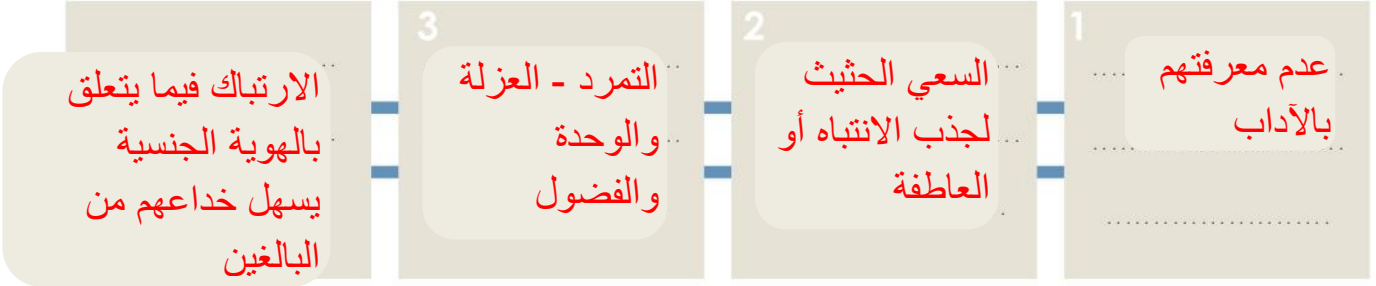 1
عدم معرفتهم
بالآداب
2
السعي الحثيث
لجذب الانتباه أو
العاطفة
3
التمرد - العزلة
والوحدة
والفضول
الارتباك فيما يتعلق
بالهوية الجنسية
يسهل خداعهم من
البالغين